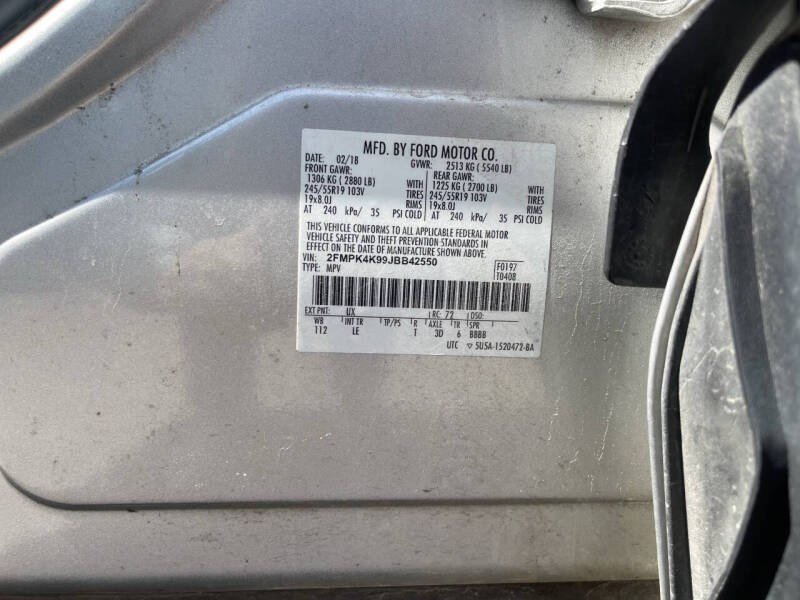 MFD. BY FORD MOTOR CO.
DATE: 02/18 GVWR: 2513 KG ( 5540 LB)
FRONT GAWR: REAR GAWR:
1306 KG ( 2880 LB) WITH 1225 KG ( 2700 LB) WITH
245/55R19 103V TIRES 245/55R19 103V TIRES
19x8.0J RIMS 19x8.0J RIMS
AT 240 kPa/ 35 PSI COLD AT 240 kPa/ 35 PSI COLD
THIS VEHICLE CONFORMS TO ALL APPLICABLE FEDERAL MOTOR
VEHICLE SAFETY AND THEFT PREVENTION STANDARDS IN
EFFECT ON THE DATE OF MANUFACTURE SHOWN ABOVE.
VIN: 2FMPK4K99JBB42550 F0197
TYPE: MPV T0408
EXT PNT: UX RC: 72 DSO:
WB INT TR TP/PS R AXLE TR SPR
112 LE T 3D 6 BBBB
UTC ▽ 5U5A-1520472-BA